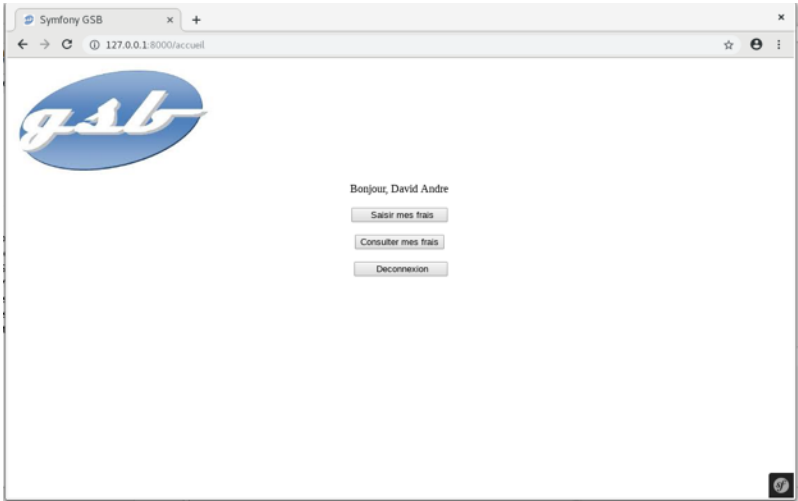 Symfony GSB
127.0.0.1:8000/accueil
gsb
Bonjour, David Andre
Saisir mes frais
Consulter mes frais
Deconnexion
sf